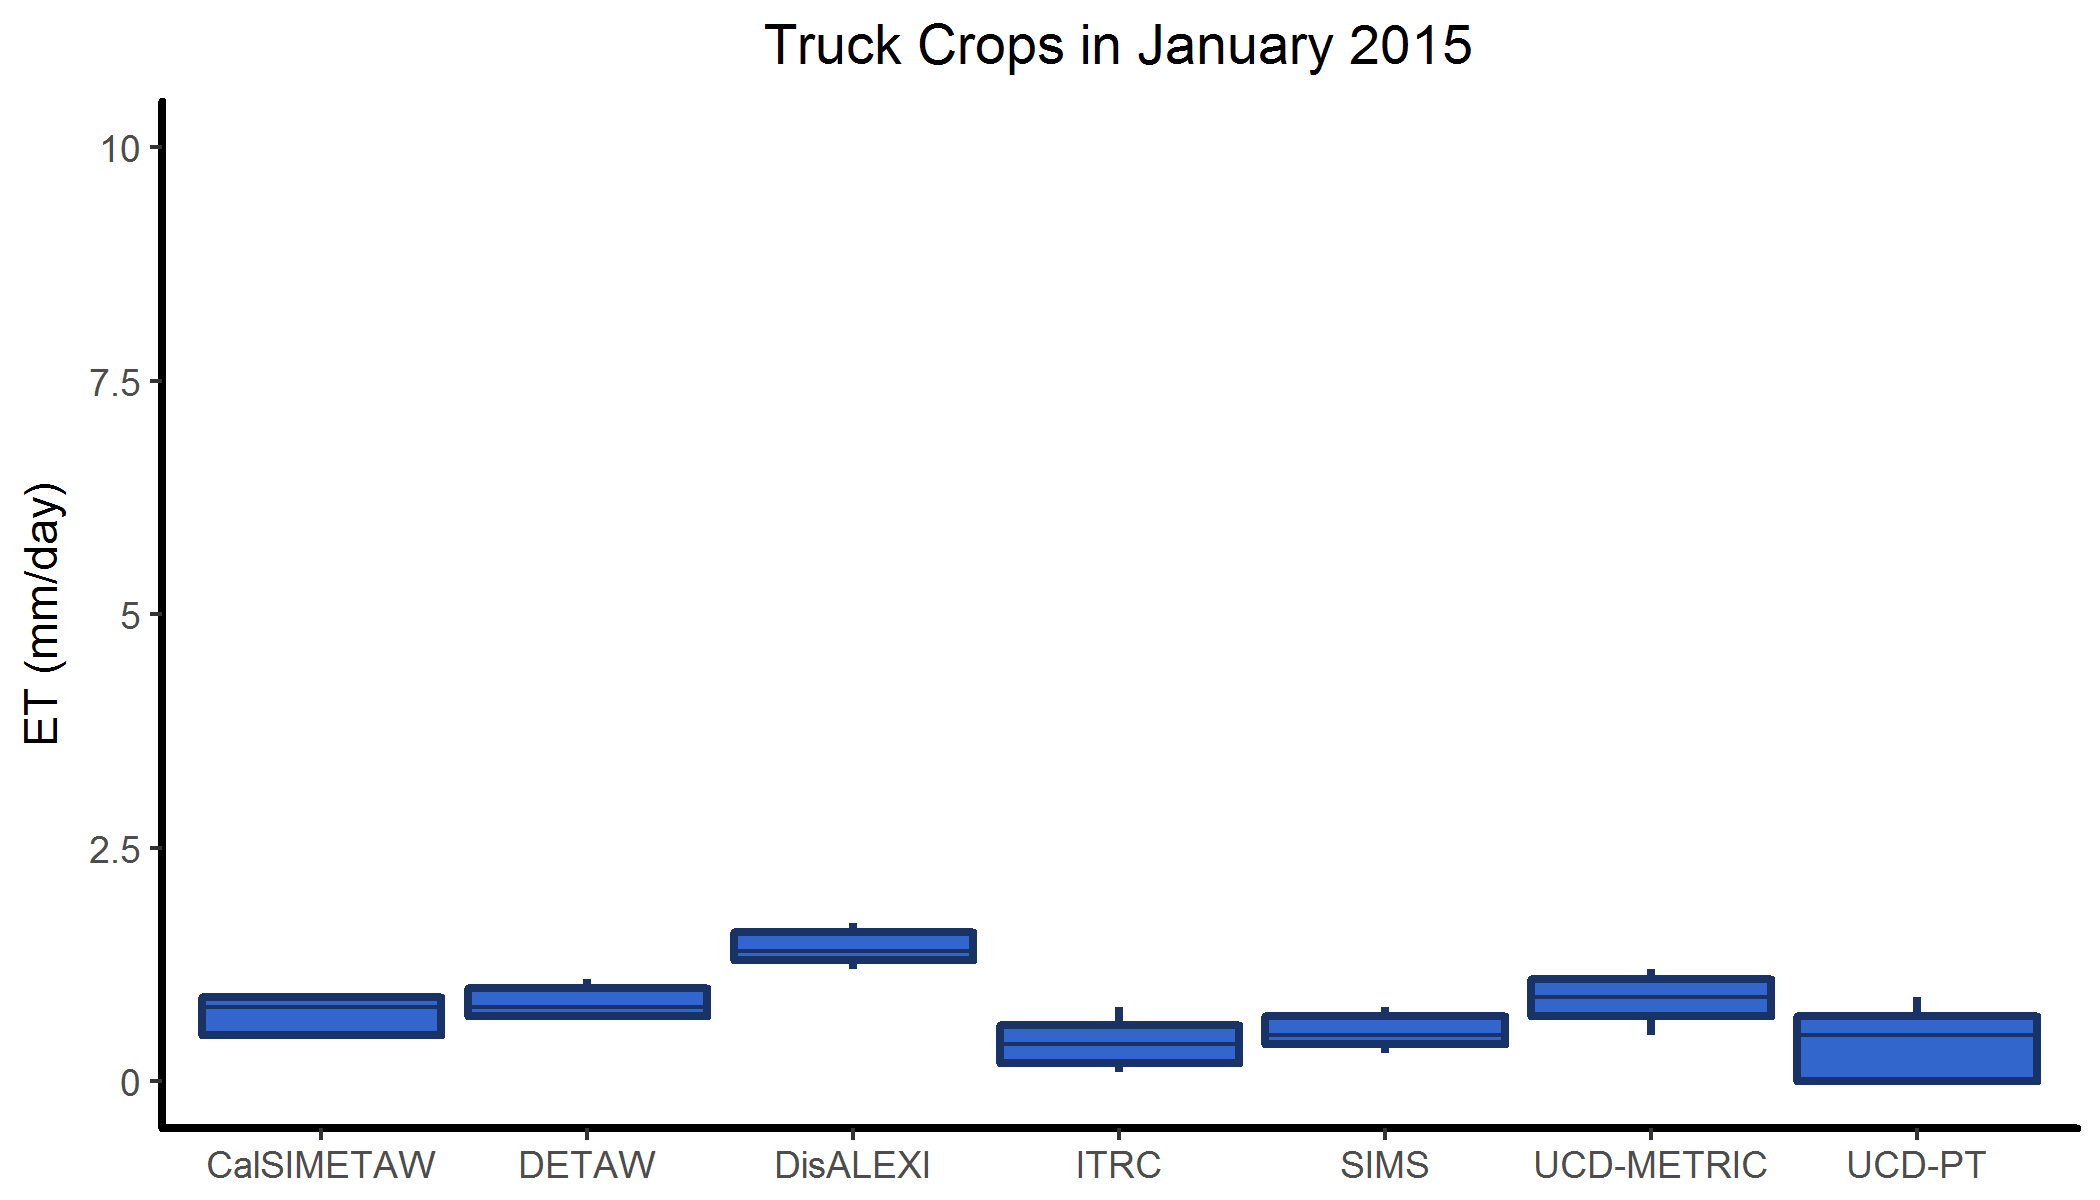 Truck Crops in January 2015
ET (mm/day)
10
7.5
5
2.5
0
CalSIMETAW DETAW DisALEXI ITRC SIMS UCD-METRIC UCD-PT